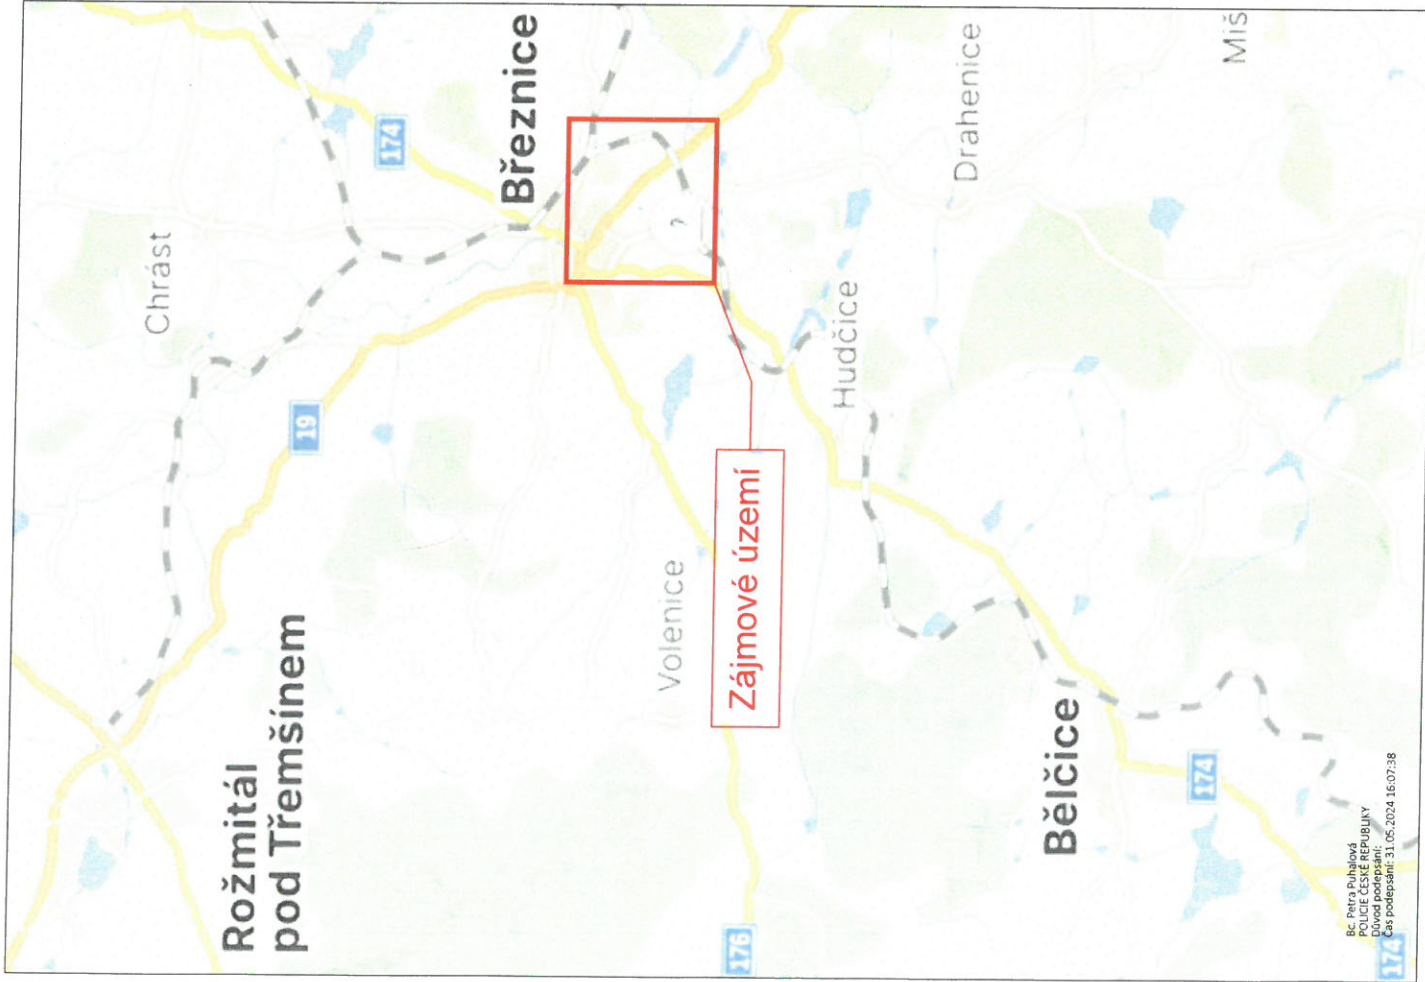 Rožmitál
pod Třemšínem
Chrást
19
174
Březnice
Volenice
176
Zájmové území
Hudčice
Drahenice
Bělčice
174
Miš
174
Bc. Petra Puhalová
POLICIE ČESKÉ REPUBLIKY
Důvod podepsání:
Čas podepsání: 31.05.2024 16:07:38